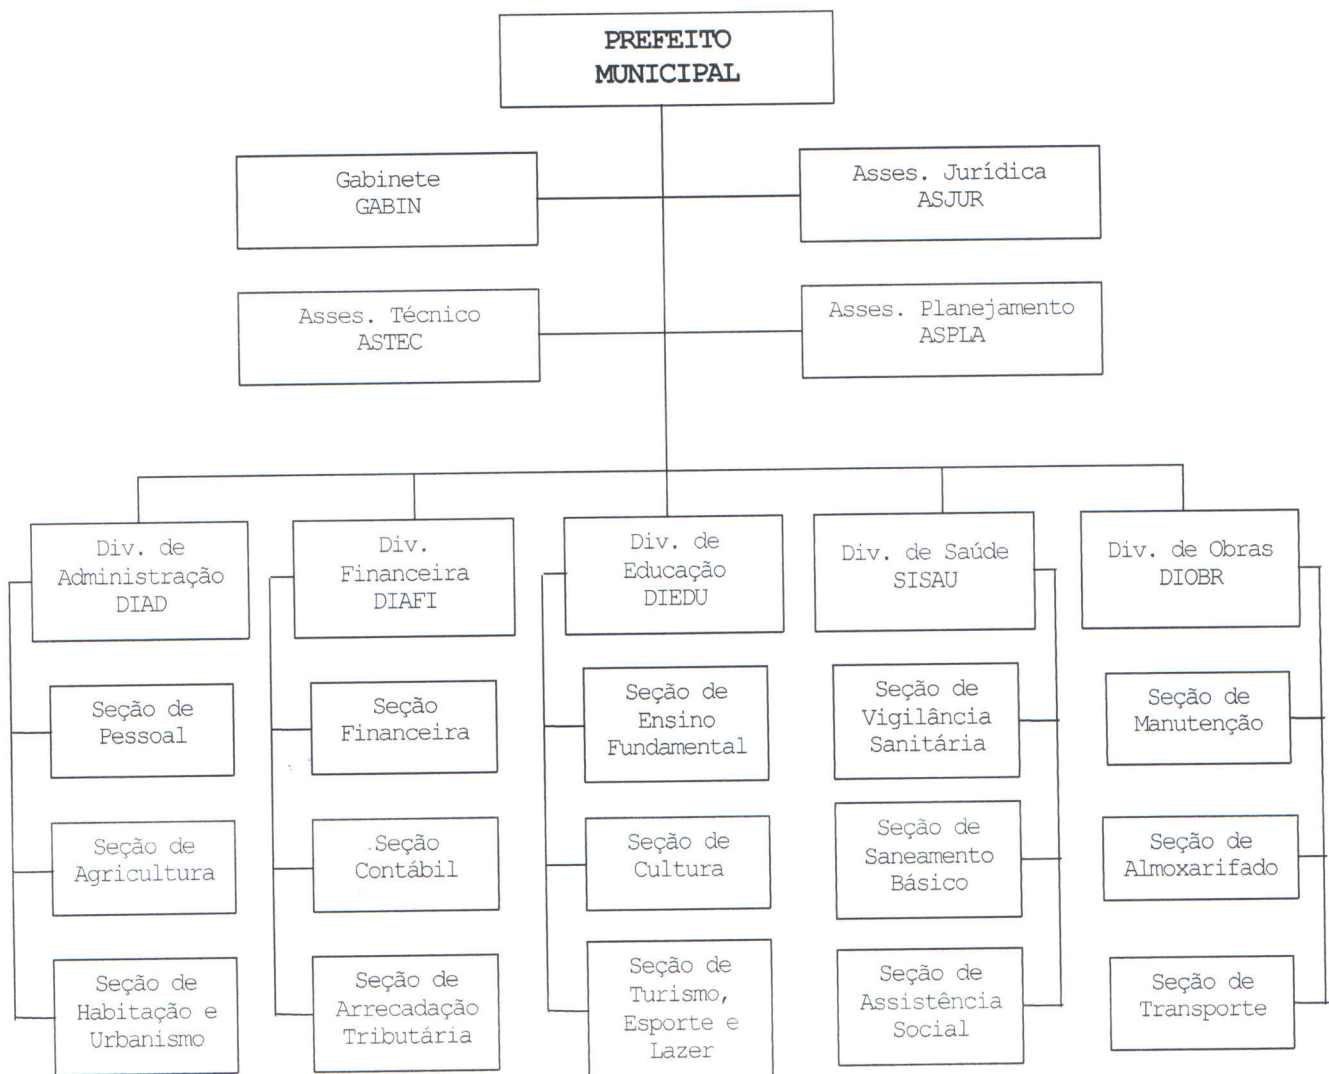 PREFEITO
MUNICIPAL
Gabinete
GABIN
Asses. Jurídica
ASJUR
Asses. Técnico
ASTEC
Asses. Planejamento
ASPLA
Div. de
Administração
DIAD
Div.
Financeira
DIAFI
Div. de
Educação
DIEDU
Div. de Saúde
SISAU
Div. de Obras
DIOBR
Seção de
Pessoal
Seção
Financeira
Seção de
Ensino
Fundamental
Seção de
Vigilância
Sanitária
Seção de
Manutenção
Seção de
Agricultura
Seção
Contábil
Seção de
Cultura
Seção de
Saneamento
Básico
Seção de
Almoxarifado
Seção de
Habitação e
Urbanismo
Seção de
Arrecadação
Tributária
Seção de
Turismo,
Esporte e
Lazer
Seção de
Assistência
Social
Seção de
Transporte